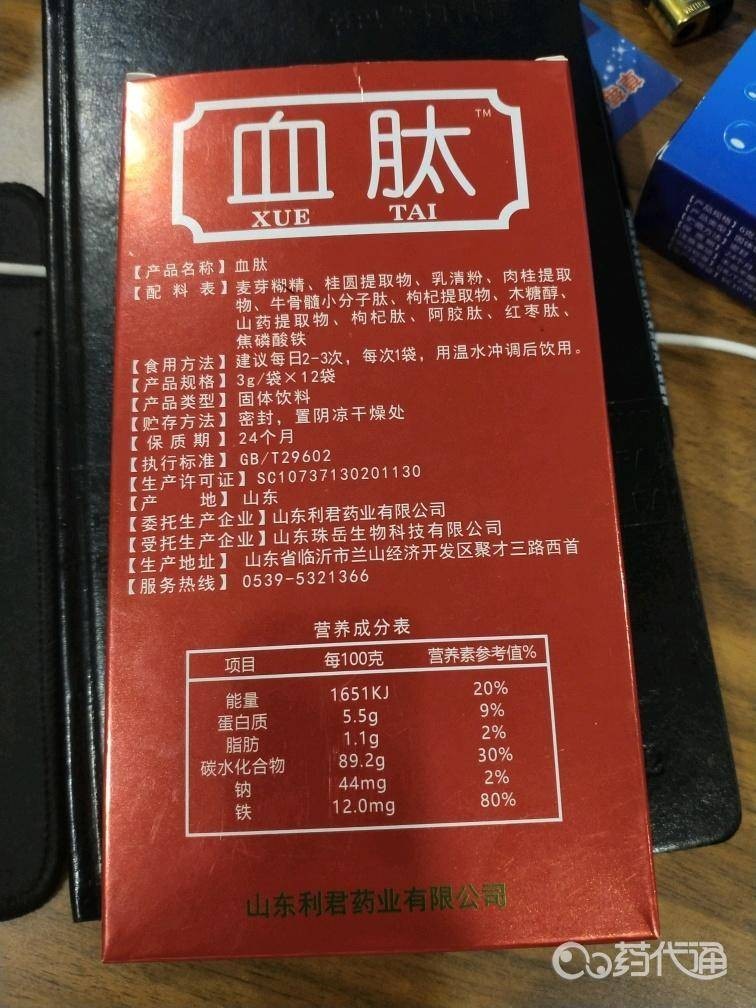 血肽™
XUE TAI
【产品名称】血肽
【配 料 表】麦芽糊精、桂圆提取物、乳清粉、肉桂提取
物、牛骨髓小分子肽、枸杞提取物、木糖醇、
山药提取物、枸杞肽、阿胶肽、红枣肽、
焦磷酸铁
【食用方法】建议每日2-3次，每次1袋，用温水冲调后饮用。
【产品规格】3g/袋×12袋
【产品类型】固体饮料
【贮存方法】密封，置阴凉干燥处
【保 质 期】24个月
【执行标准】GB/T29602
【生产许可证】SC10737130201130
【产 地】山东
【委托生产企业】山东利君药业有限公司
【受托生产企业】山东珠岳生物科技有限公司
【生产地址】 山东省临沂市兰山经济开发区聚才三路西首
【服务热线】0539-5321366
营养成分表
项目 每100克 营养素参考值%
能量 1651KJ 20%
蛋白质 5.5g 9%
脂肪 1.1g 2%
碳水化合物 89.2g 30%
钠 44mg 2%
铁 12.0mg 80%
山东利君药业有限公司
药代通